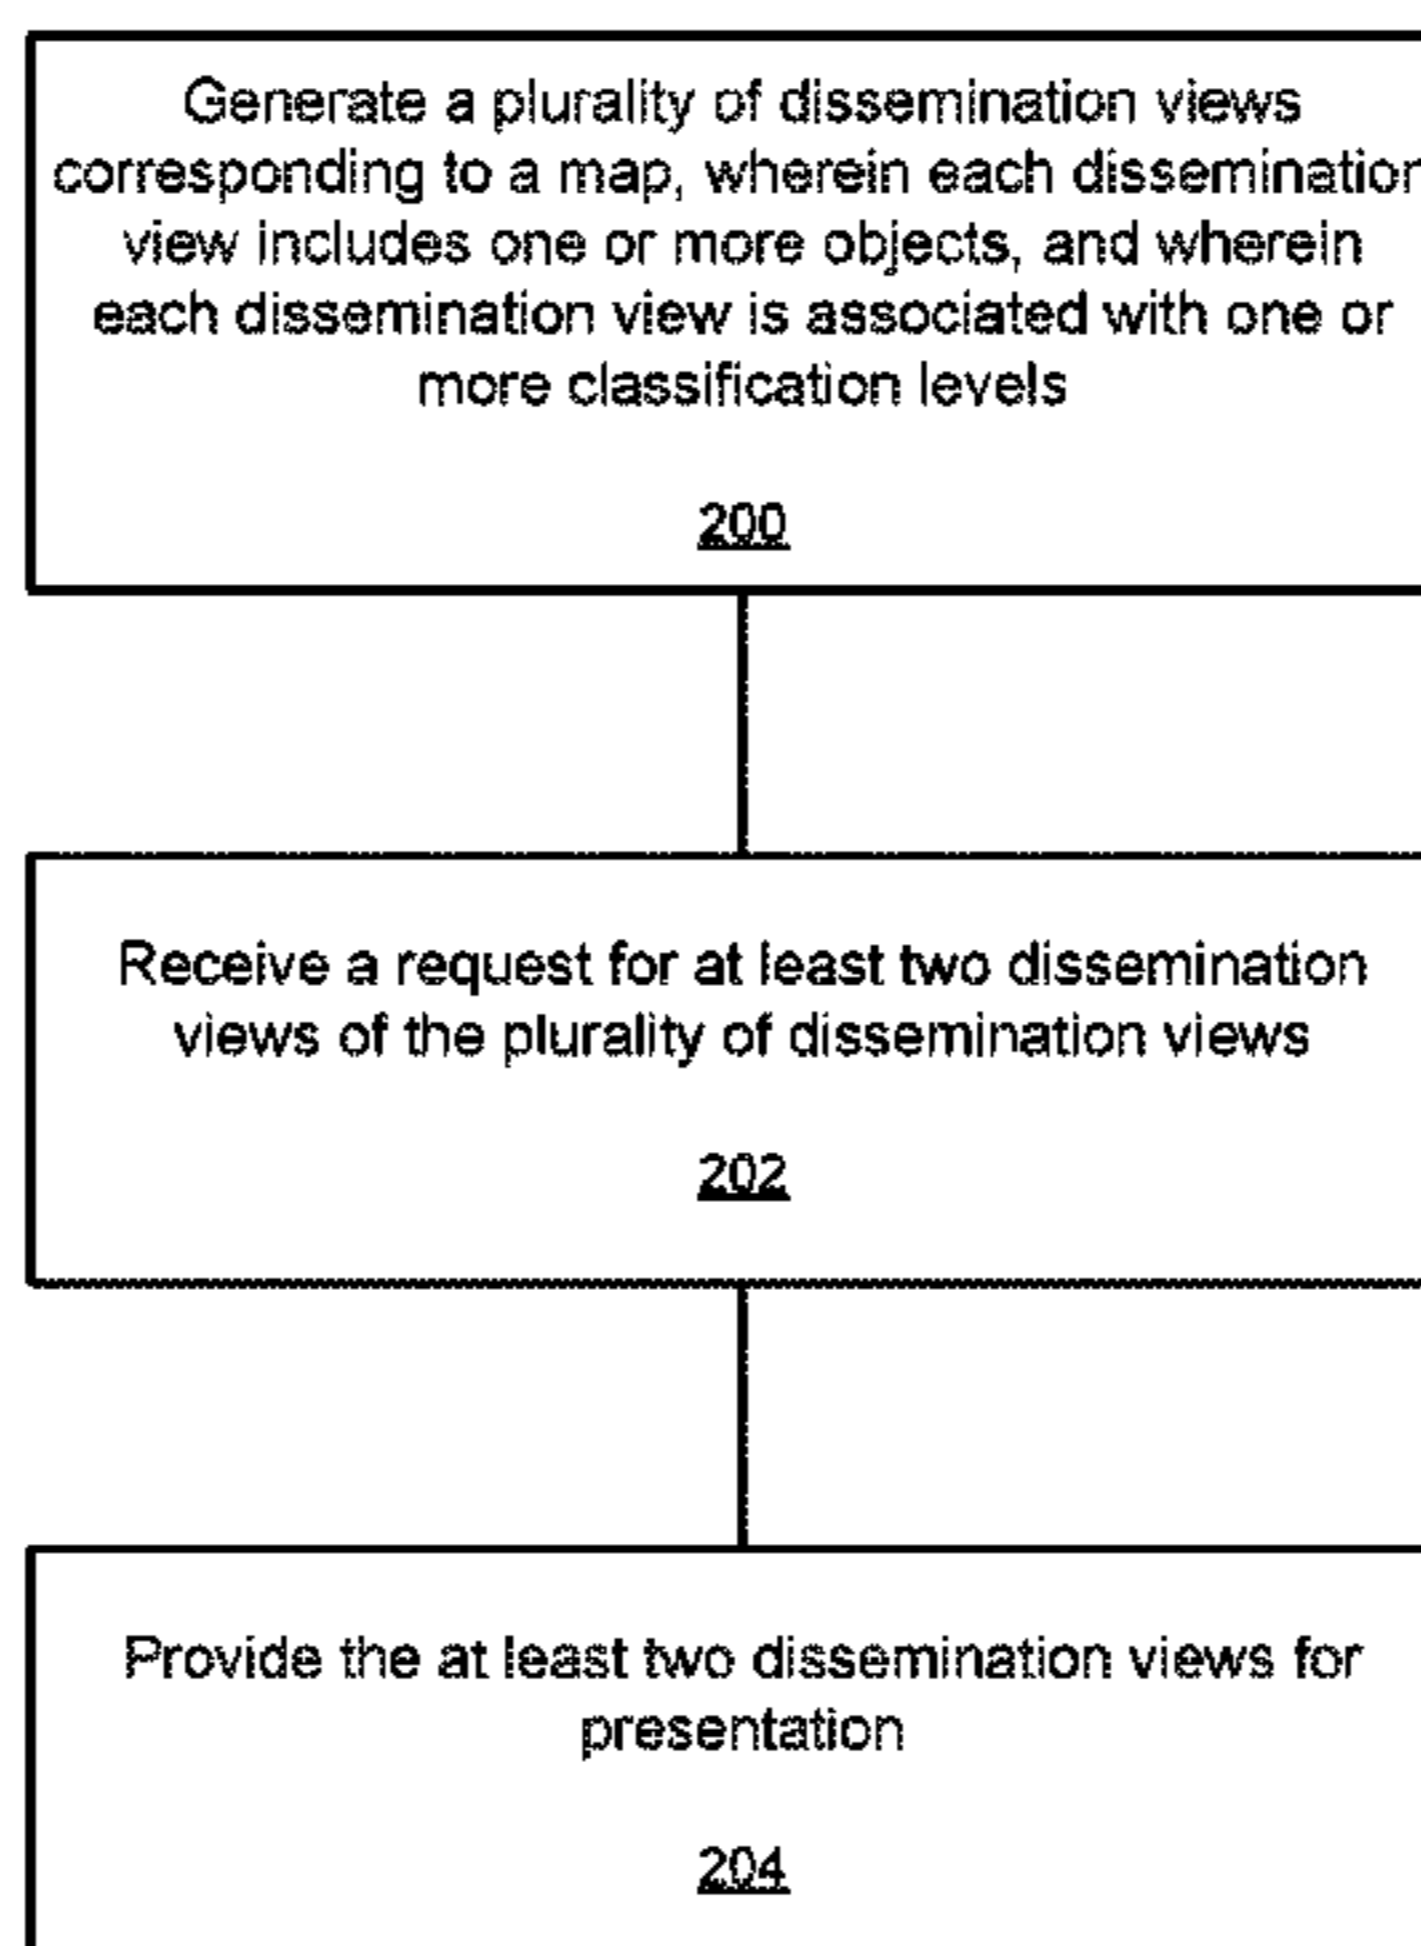 Generate a plurality of dissemination views
corresponding to a map, wherein each dissemination
view includes one or more objects, and wherein
each dissemination view is associated with one or
more classification levels
200
Receive a request for at least two dissemination
views of the plurality of dissemination views
202
Provide the at least two dissemination views for
presentation
204